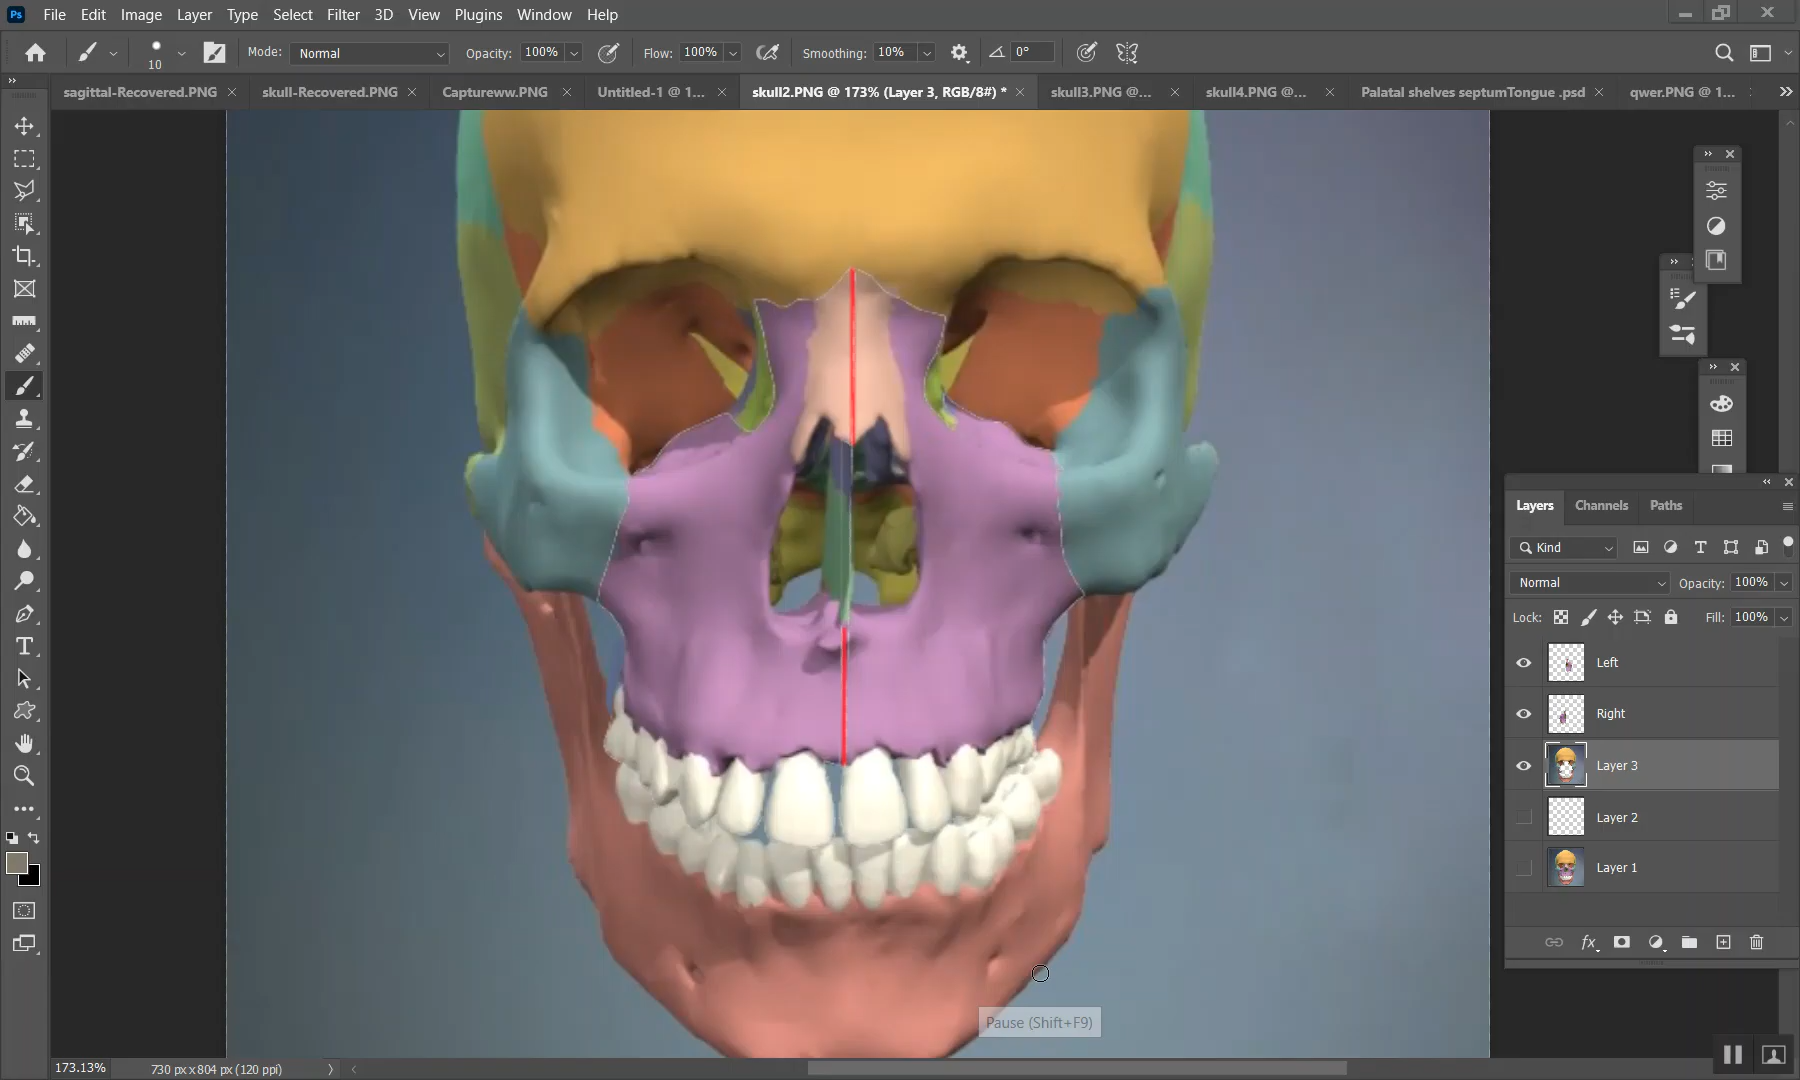 Ps File Edit Image Layer Type Select Filter 3D View Plugins Window Help
10 Mode: Normal Opacity: 100% Flow: 100% Smoothing: 10% 0°
sagittal-Recovered.PNG skull-Recovered.PNG Captureww.PNG Untitled-1 @ 1... skull2.PNG @ 173% (Layer 3, RGB/8#) * skull3.PNG @... skull4.PNG @... Palatal shelves septumTongue .psd qwer.PNG @ 1...
Layers Channels Paths
Kind
Normal Opacity: 100%
Lock: Fill: 100%
Left
Right
Layer 3
Layer 2
Layer 1
Pause (Shift+F9)
173.13% 730 px x 804 px (120 ppi)